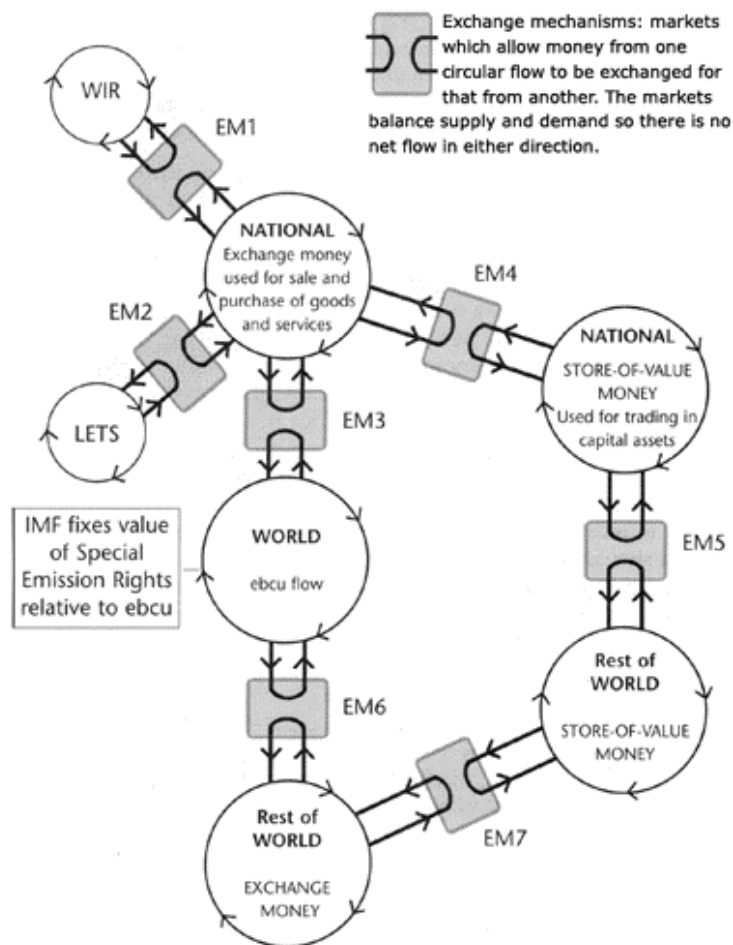 Exchange mechanisms: markets
which allow money from one
circular flow to be exchanged for
that from another. The markets
balance supply and demand so there is no
net flow in either direction.
WIR
EM1
NATIONAL
Exchange money
used for sale and
purchase of goods
and services
EM4
EM2
NATIONAL
STORE-OF-VALUE
MONEY
Used for trading in
capital assets
LETS
EM3
IMF fixes value
of Special
Emission Rights
relative to ebcu
WORLD
ebcu flow
EM5
Rest of
WORLD
STORE-OF-VALUE
MONEY
EM6
Rest of
WORLD
EXCHANGE
MONEY
EM7